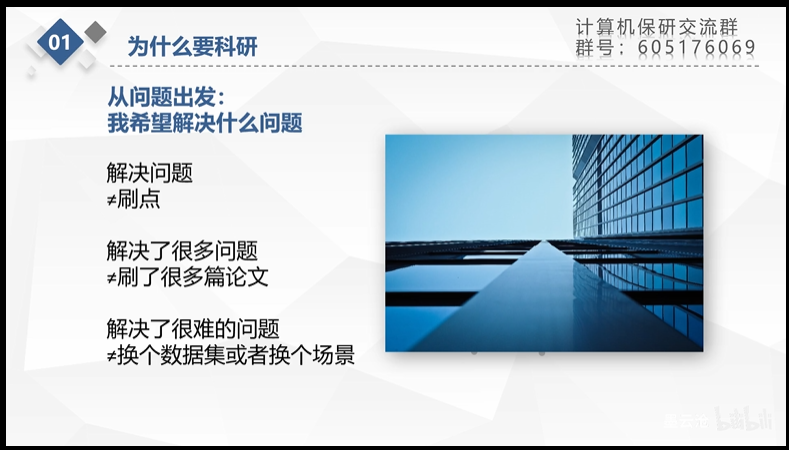 01
为什么要科研
计算机保研交流群
群号：605176069
从问题出发：
我希望解决什么问题
解决问题
≠刷点
解决了很多问题
≠刷了很多篇论文
解决了很难的问题
≠换个数据集或者换个场景
bilibili